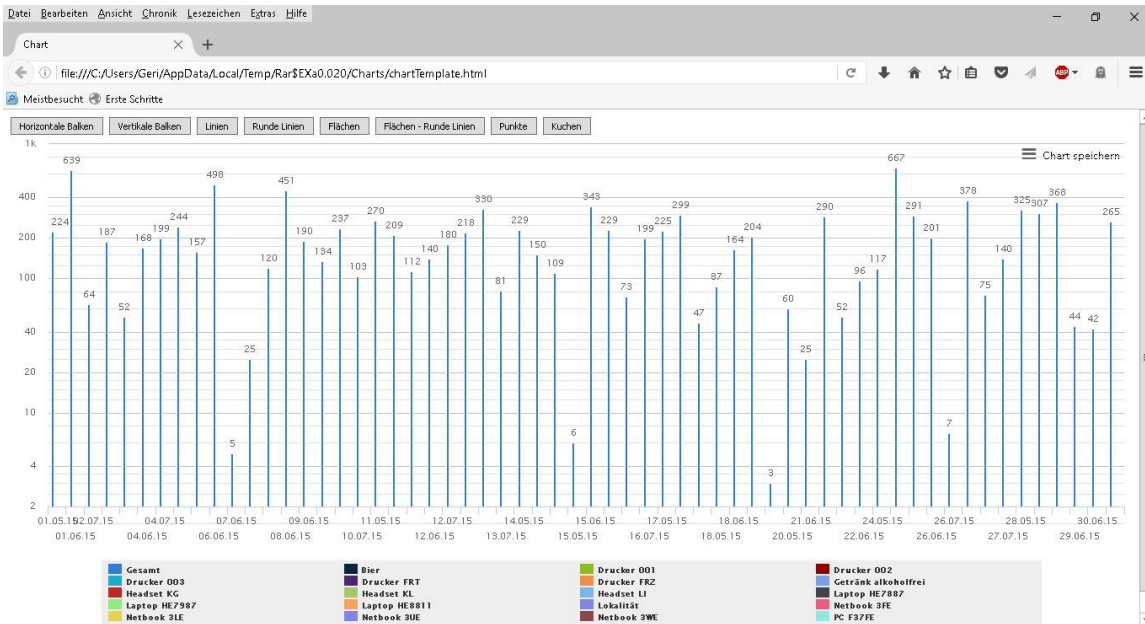 Datei Bearbeiten Ansicht Chronik Lesezeichen Extras Hilfe
Chart
file:///C:/Users/Geri/AppData/Local/Temp/Rar$EXa0.020/Charts/chartTemplate.html
ABP
Meistbesucht Erste Schritte
Horizontale Balken Vertikale Balken Linien Runde Linien Flächen Flächen - Runde Linien Punkte Kuchen
Chart speichern
1k
400
200
100
40
20
10
4
2
224 639 64 187 52 168 199 244 157 498 5 25 120 451 190 134 237 103 270 209 112 140 180 218 330 81 229 150 109 6 343 229 73 199 225 299 47 87 164 204 3 60 25 290 52 96 117 667 291 201 7 378 75 140 325 307 368 44 42 265
01.05.15 02.07.15 04.07.15 07.06.15 09.06.15 11.05.15 12.07.15 14.05.15 15.06.15 17.05.15 18.06.15 21.06.15 24.05.15 26.07.15 28.05.15 30.06.15
01.06.15 04.06.15 06.06.15 08.06.15 10.07.15 12.06.15 13.07.15 15.05.15 16.07.15 18.05.15 20.05.15 22.06.15 26.06.15 27.07.15 29.06.15
Gesamt Bier Drucker 001 Drucker 002
Drucker 003 Drucker FRT Drucker FRZ Getränk alkoholfrei
Headset KG Headset KL Headset LI Laptop HE7887
Laptop HE7987 Laptop HE8811 Lokalität Netbook 3FE
Netbook 3LE Netbook 3UE Netbook 3WE PC F37FE